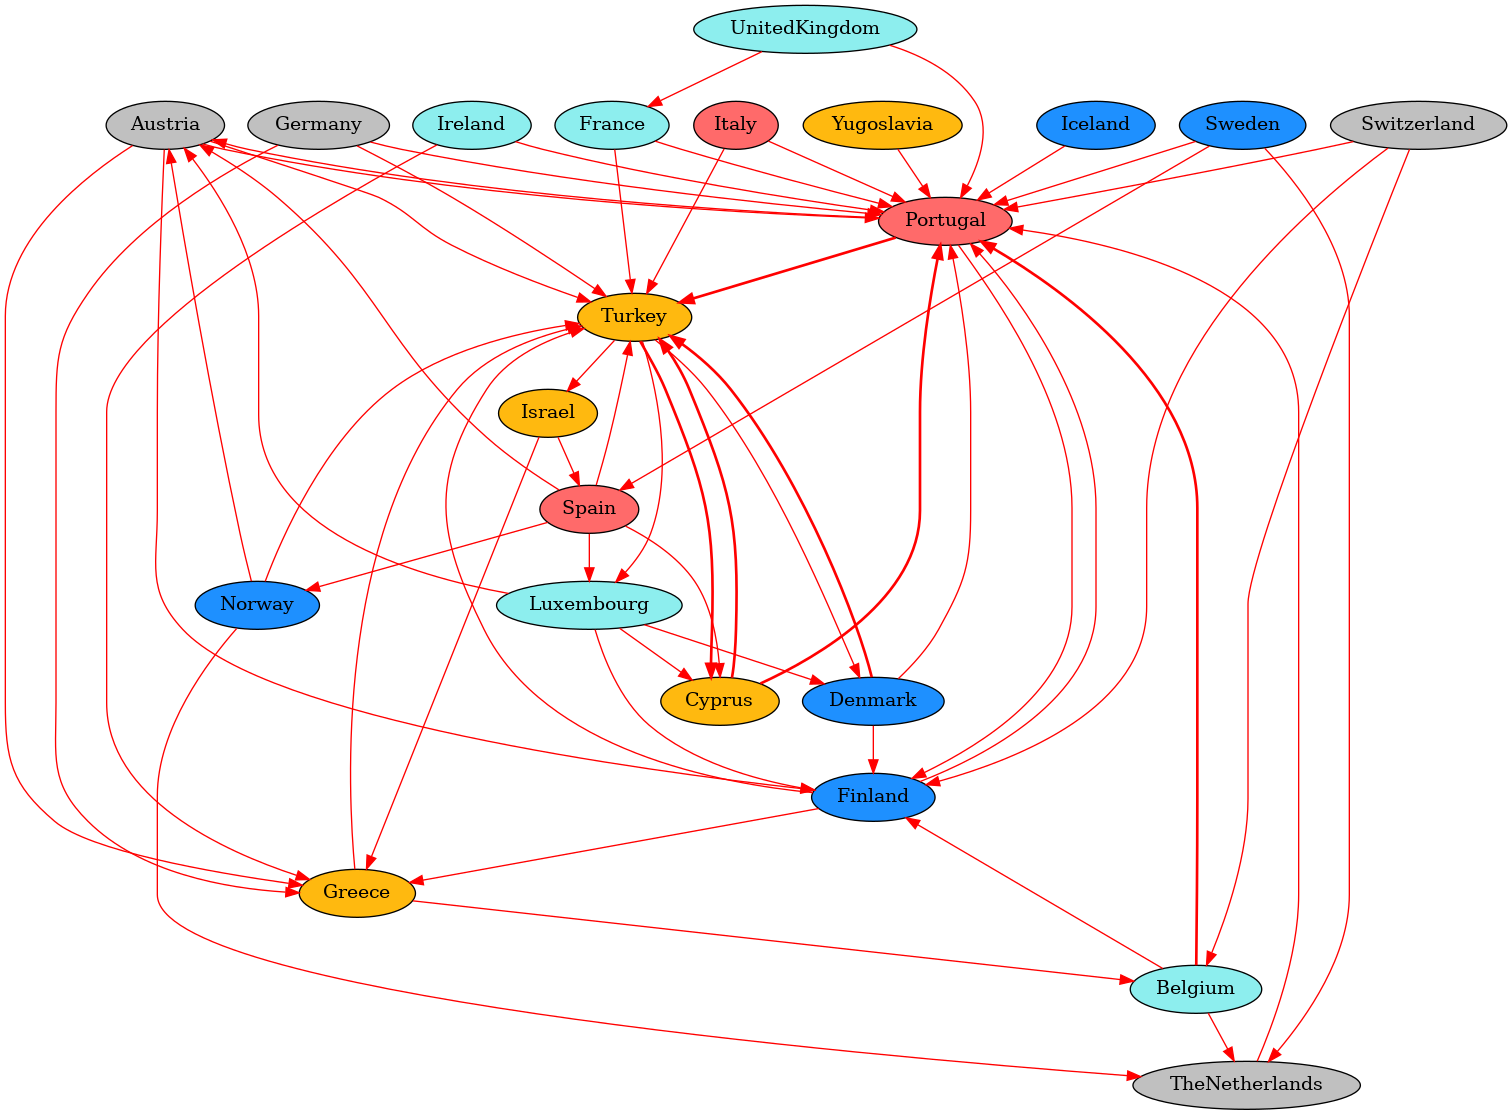 UnitedKingdom
Austria
Germany
Ireland
France
Italy
Yugoslavia
Iceland
Sweden
Switzerland
Portugal
Turkey
Israel
Spain
Norway
Luxembourg
Cyprus
Denmark
Finland
Greece
Belgium
TheNetherlands